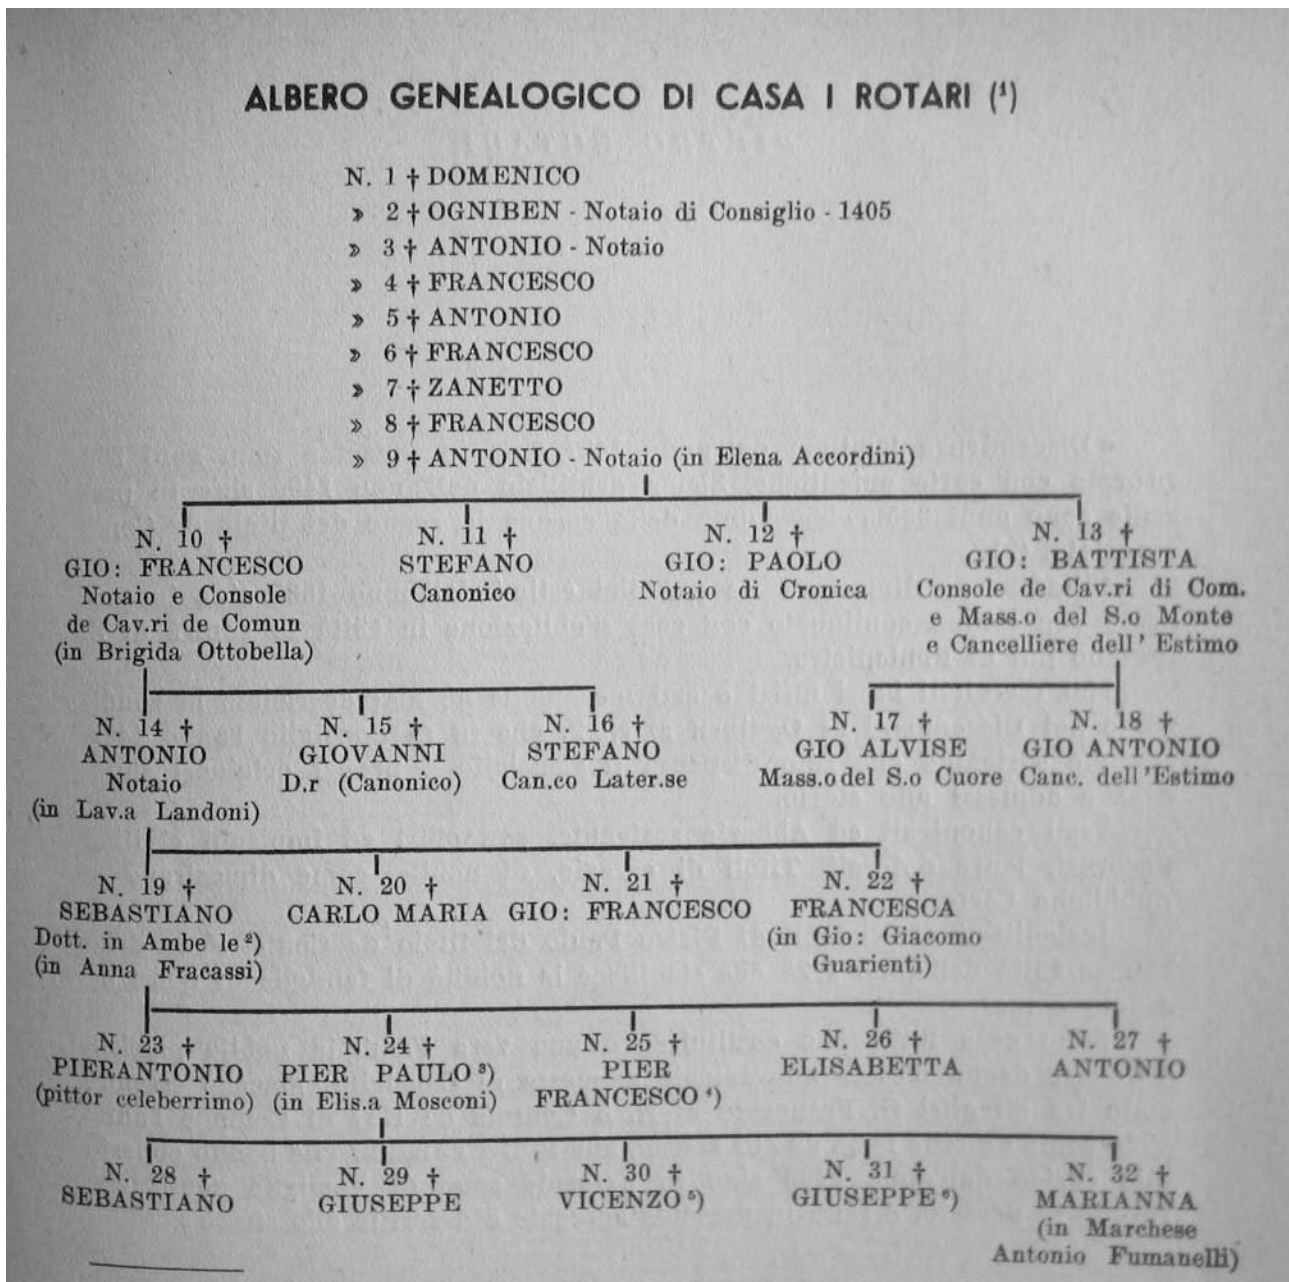 ALBERO GENEALOGICO DI CASA I ROTARI (¹)
N. 1 † DOMENICO
» 2 † OGNIBEN - Notaio di Consiglio - 1405
» 3 † ANTONIO - Notaio
» 4 † FRANCESCO
» 5 † ANTONIO
» 6 † FRANCESCO
» 7 † ZANETTO
» 8 † FRANCESCO
» 9 † ANTONIO - Notaio (in Elena Accordini)
N. 10 †
GIO: FRANCESCO
Notaio e Console
de Cav.ri de Comun
(in Brigida Ottobella)
N. 11 †
STEFANO
Canonico
N. 12 †
GIO: PAOLO
Notaio di Cronica
N. 13 †
GIO: BATTISTA
Console de Cav.ri di Com.
e Mass.o del S.o Monte
e Cancelliere dell' Estimo
N. 14 †
ANTONIO
Notaio
(in Lav.a Landoni)
N. 15 †
GIOVANNI
D.r (Canonico)
N. 16 †
STEFANO
Can.co Later.se
N. 17 †
GIO ALVISE
Mass.o del S.o Cuore
N. 18 †
GIO ANTONIO
Canc. dell'Estimo
N. 19 †
SEBASTIANO
Dott. in Ambe le ²)
(in Anna Fracassi)
N. 20 †
CARLO MARIA
N. 21 †
GIO: FRANCESCO
N. 22 †
FRANCESCA
(in Gio: Giacomo
Guarienti)
N. 23 †
PIERANTONIO
(pittor celeberrimo)
N. 24 †
PIER PAULO ³)
(in Elis.a Mosconi)
N. 25 †
PIER
FRANCESCO ⁴)
N. 26 †
ELISABETTA
N. 27 †
ANTONIO
N. 28 †
SEBASTIANO
N. 29 †
GIUSEPPE
N. 30 †
VICENZO ⁵)
N. 31 †
GIUSEPPE ⁶)
N. 32 †
MARIANNA
(in Marchese
Antonio Fumanelli)